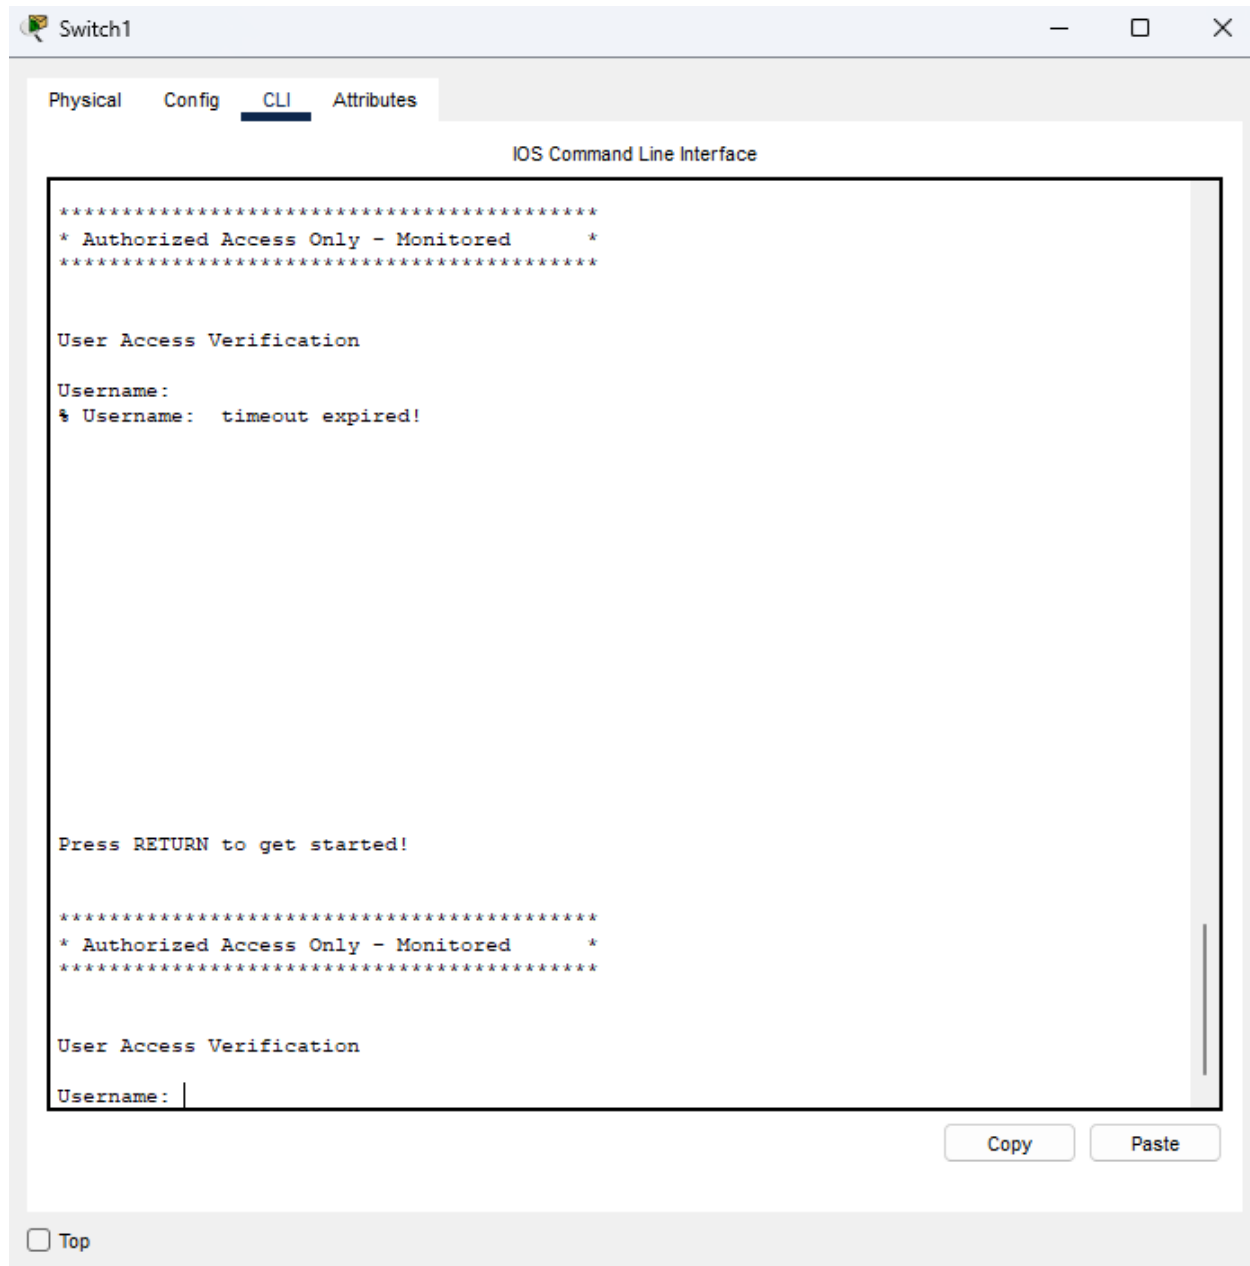 Switch1
Physical Config CLI Attributes
IOS Command Line Interface
*******************************************
* Authorized Access Only - Monitored      *
*******************************************
User Access Verification
Username:
% Username:  timeout expired!
Press RETURN to get started!
*******************************************
* Authorized Access Only - Monitored      *
*******************************************
User Access Verification
Username:
Copy Paste
Top